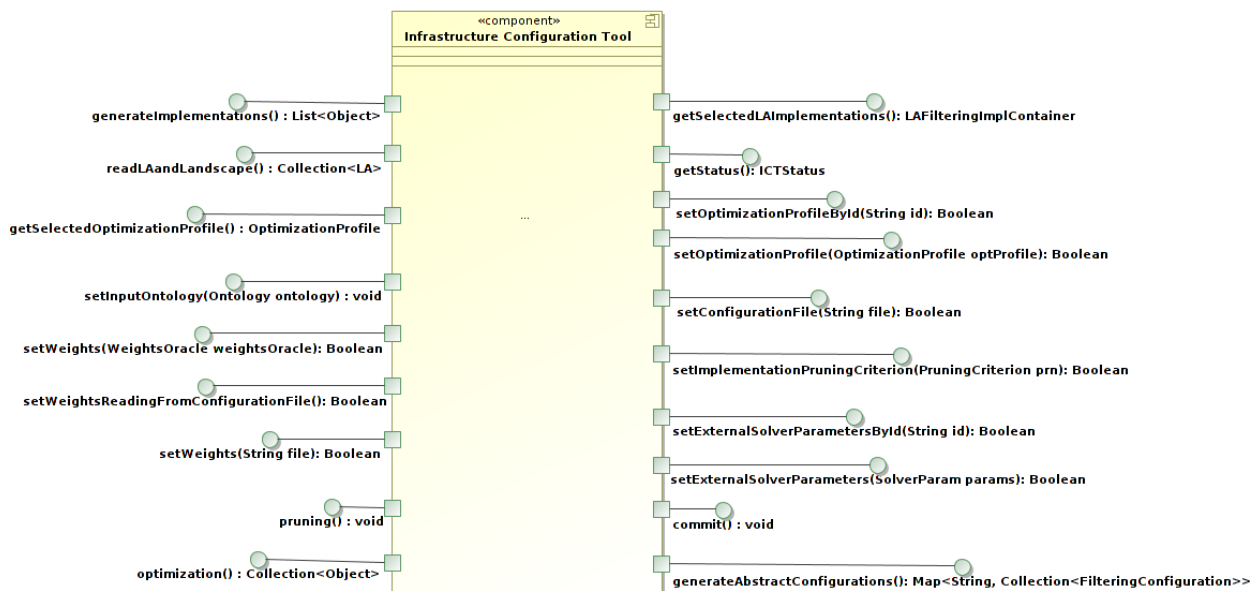 «component»
Infrastructure Configuration Tool
generateImplementations() : List<Object>
readLAandLandscape() : Collection<LA>
getSelectedOptimizationProfile() : OptimizationProfile
setInputOntology(Ontology ontology) : void
setWeights(WeightsOracle weightsOracle): Boolean
setWeightsReadingFromConfigurationFile(): Boolean
setWeights(String file): Boolean
pruning() : void
optimization() : Collection<Object>
...
getSelectedLAImplementations(): LAFilteringImplContainer
getStatus(): ICTStatus
setOptimizationProfileById(String id): Boolean
setOptimizationProfile(OptimizationProfile optProfile): Boolean
setConfigurationFile(String file): Boolean
setImplementationPruningCriterion(PruningCriterion prn): Boolean
setExternalSolverParametersById(String id): Boolean
setExternalSolverParameters(SolverParam params): Boolean
commit() : void
generateAbstractConfigurations(): Map<String, Collection<FilteringConfiguration>>